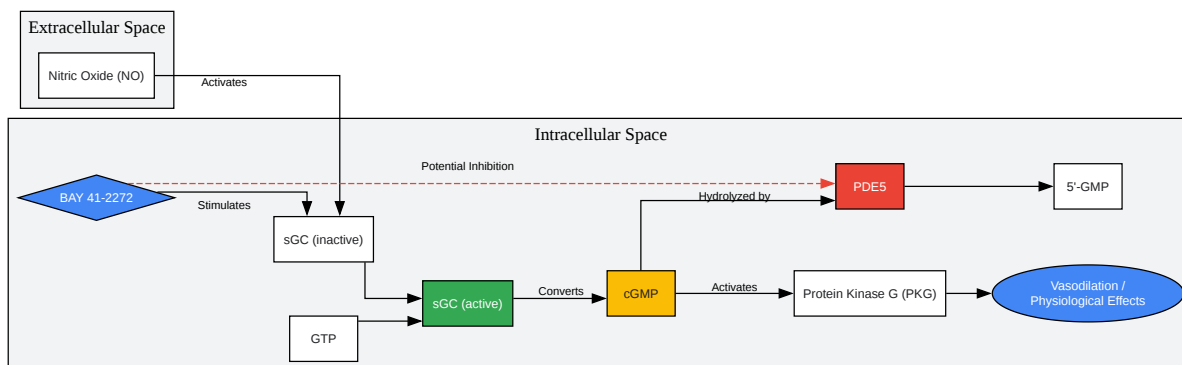 Extracellular Space
Nitric Oxide (NO)
Activates
Intracellular Space
Potential Inhibition
BAY 41-2272
Stimulates
PDE5
5'-GMP
Hydrolyzed by
sGC (inactive)
sGC (active)
Converts
cGMP
Activates
Protein Kinase G (PKG)
Vasodilation /
Physiological Effects
GTP